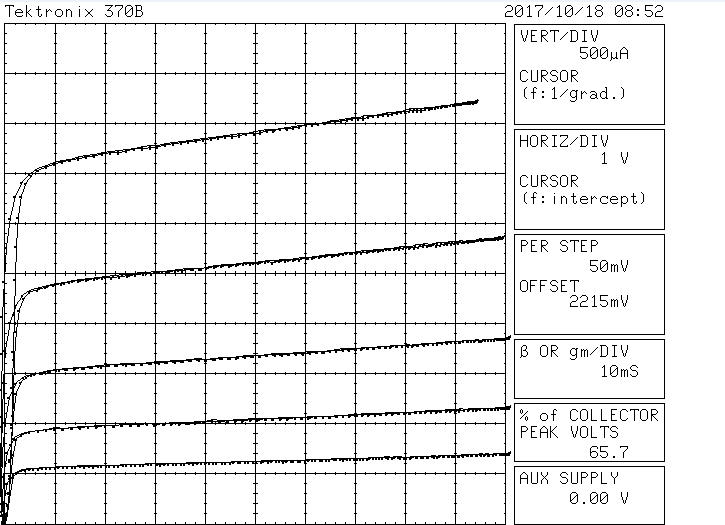 Tektronix 370B
2017/10/18 08:52
VERT/DIV
500µA
CURSOR
(f:1/grad.)
HORIZ/DIV
1 V
CURSOR
(f:intercept)
PER STEP
50mV
OFFSET
2215mV
β OR gm/DIV
10mS
% of COLLECTOR
PEAK VOLTS
65.7
AUX SUPPLY
0.00 V